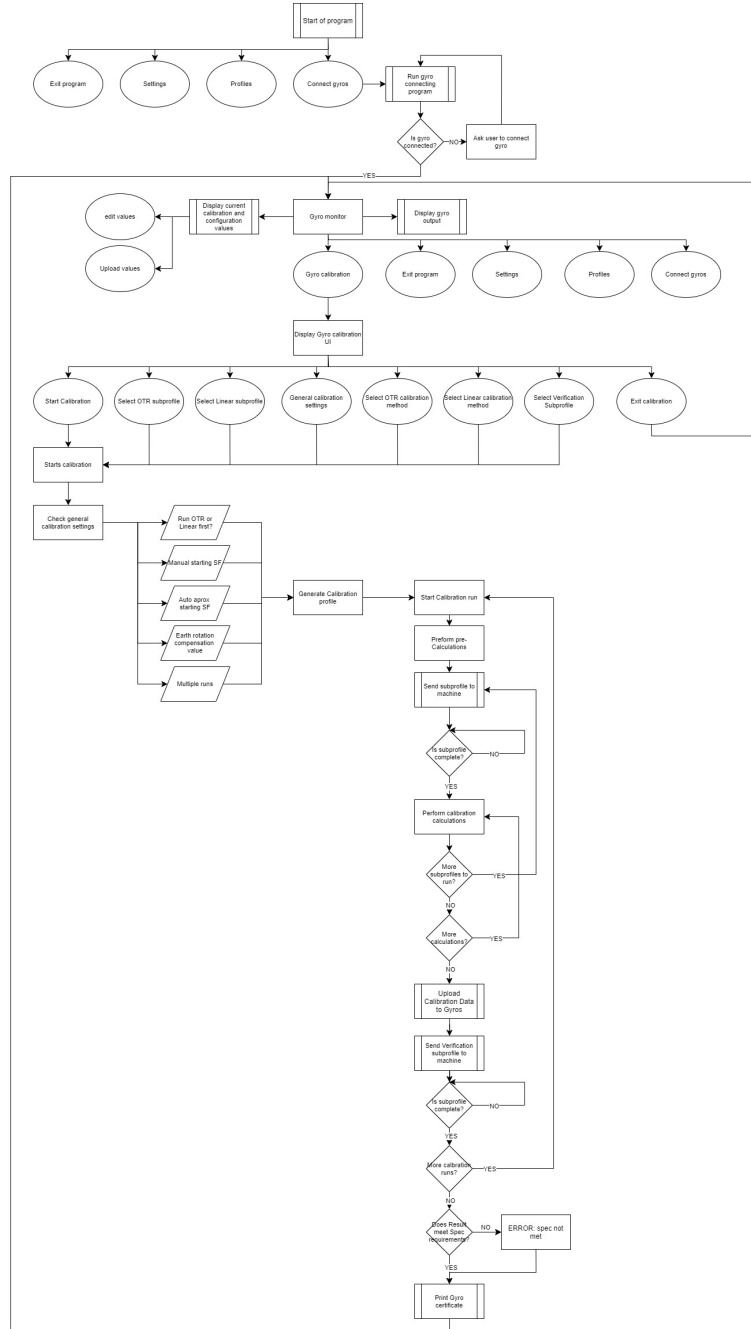 Start of program
Exit program
Settings
Profiles
Connect gyros
Run gyro
connecting
program
Is gyro
connected?
NO
Ask user to connect
gyro
YES
edit values
Upload values
Display current
calibration and
configuration
values
Gyro monitor
Display gyro
output
Gyro calibration
Exit program
Settings
Profiles
Connect gyros
Display Gyro calibration
UI
Start Calibration
Select OTR subprofile
Select Linear subprofile
General calibration
settings
Select OTR calibration
method
Select Linear calibration
method
Select Verification
Subprofile
Exit calibration
Starts calibration
Check general
calibration settings
Run OTR or
Linear first?
Manual starting SF
Auto aprox
starting SF
Earth rotation
compensation
value
Multiple runs
Generate Calibration
profile
Start Calibration run
Preform pre-
Calculations
Send subprofile to
machine
Is subprofile
complete?
NO
YES
Perform calibration
calculations
More
subprofiles to
run?
YES
NO
More
calculations?
YES
NO
Upload
Calibration Data
to Gyros
Send Verification
subprofile to
machine
Is subprofile
complete?
NO
YES
More calibration
runs?
YES
NO
Does Result
meet Spec
requirements?
NO
ERROR: spec not
met
YES
Print Gyro
certificate